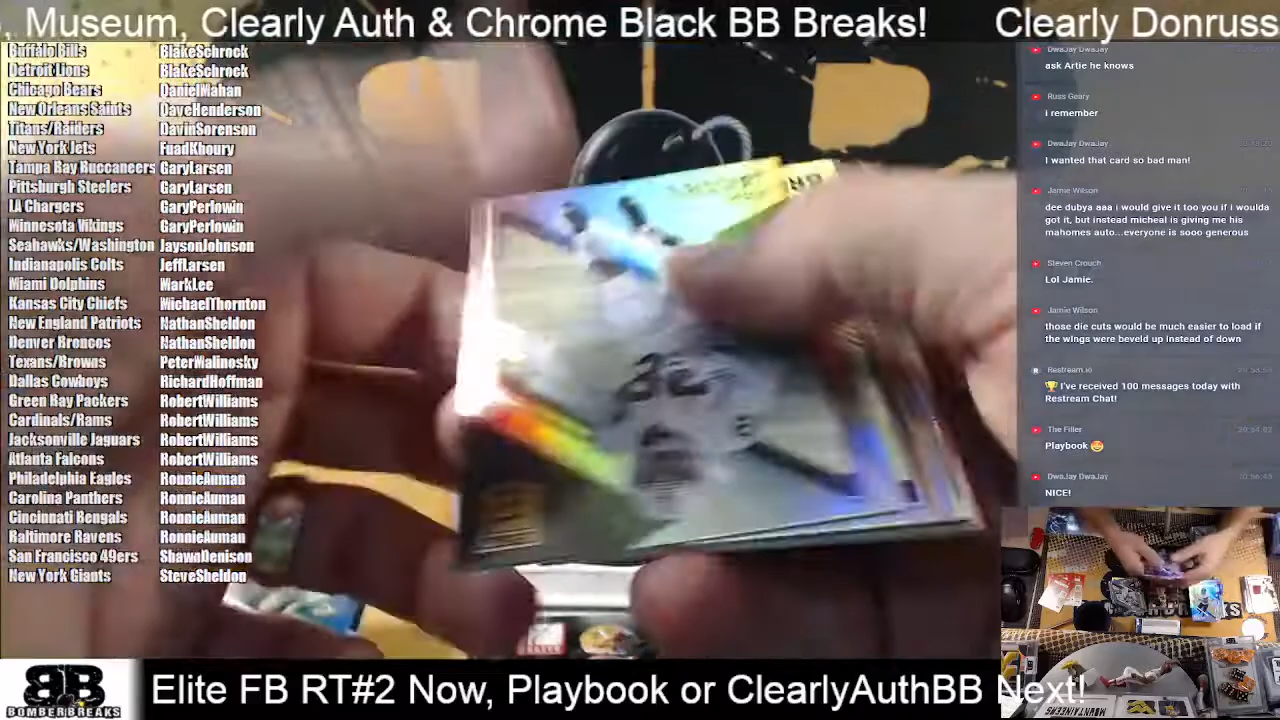 , Museum, Clearly Auth & Chrome Black BB Breaks! Clearly Donruss
Buffalo Bills BlakeSchrock
Detroit Lions BlakeSchrock
Chicago Bears DanielMahan
New Orleans Saints DaveHenderson
Titans/Raiders DavinSorenson
New York Jets FuadKhoury
Tampa Bay Buccaneers GaryLarsen
Pittsburgh Steelers GaryLarsen
LA Chargers GaryPerlowin
Minnesota Vikings GaryPerlowin
Seahawks/Washington JaysonJohnson
Indianapolis Colts JeffLarsen
Miami Dolphins MarkLee
Kansas City Chiefs MichaelThornton
New England Patriots NathanSheldon
Denver Broncos NathanSheldon
Texans/Browns PeterMalinosky
Dallas Cowboys RichardHoffman
Green Bay Packers RobertWilliams
Cardinals/Rams RobertWilliams
Jacksonville Jaguars RobertWilliams
Atlanta Falcons RobertWilliams
Philadelphia Eagles RonnieAuman
Carolina Panthers RonnieAuman
Cincinnati Bengals RonnieAuman
Baltimore Ravens RonnieAuman
San Francisco 49ers ShawnDenison
New York Giants SteveSheldon
DwaJay DwaJay
ask Artie he knows
Russ Geary
i remember
DwaJay DwaJay
I wanted that card so bad man!
Jamie Wilson
dee dubya aaa i would give it too you if i woulda
got it, but instead micheal is giving me his
mahomes auto...everyone is sooo generous
Steven Crouch
Lol Jamie.
Jamie Wilson
those die cuts would be much easier to load if
the wings were beveld up instead of down
Restream.io
🏆 I've received 100 messages today with
Restream Chat!
The Filler
Playbook 🤩
DwaJay DwaJay
NICE!
MOUNTAINEERS
BB
BOMBERBREAKS
Elite FB RT#2 Now, Playbook or ClearlyAuthBB Next!